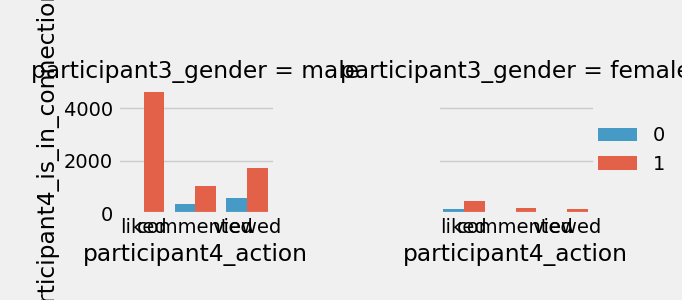 participant3_gender = male
participant3_gender = female
4000
2000
0
liked
commented
viewed
liked
commented
viewed
participant4_action
participant4_action
participant4_is_in_connection
0
1